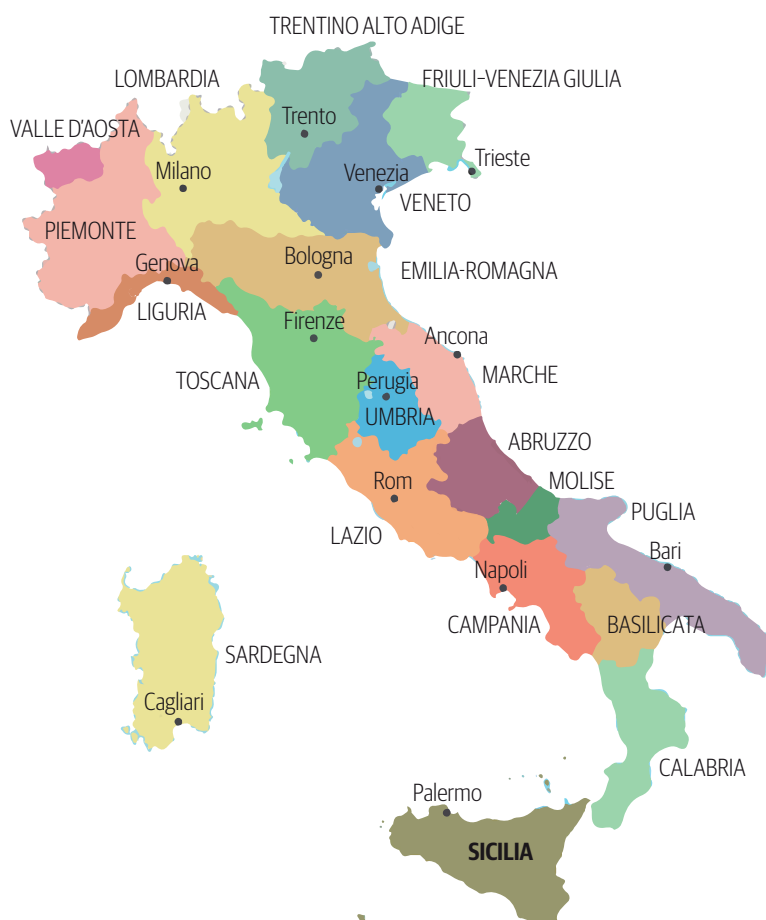 TRENTINO ALTO ADIGE
LOMBARDIA
FRIULI-VENEZIA GIULIA
Trento
VALLE D'AOSTA
Trieste
Milano
Venezia
VENETO
PIEMONTE
Genova
Bologna
EMILIA-ROMAGNA
LIGURIA
Firenze
Ancona
TOSCANA
Perugia
MARCHE
UMBRIA
ABRUZZO
Rom
MOLISE
PUGLIA
LAZIO
Bari
Napoli
CAMPANIA
BASILICATA
SARDEGNA
Cagliari
CALABRIA
Palermo
SICILIA